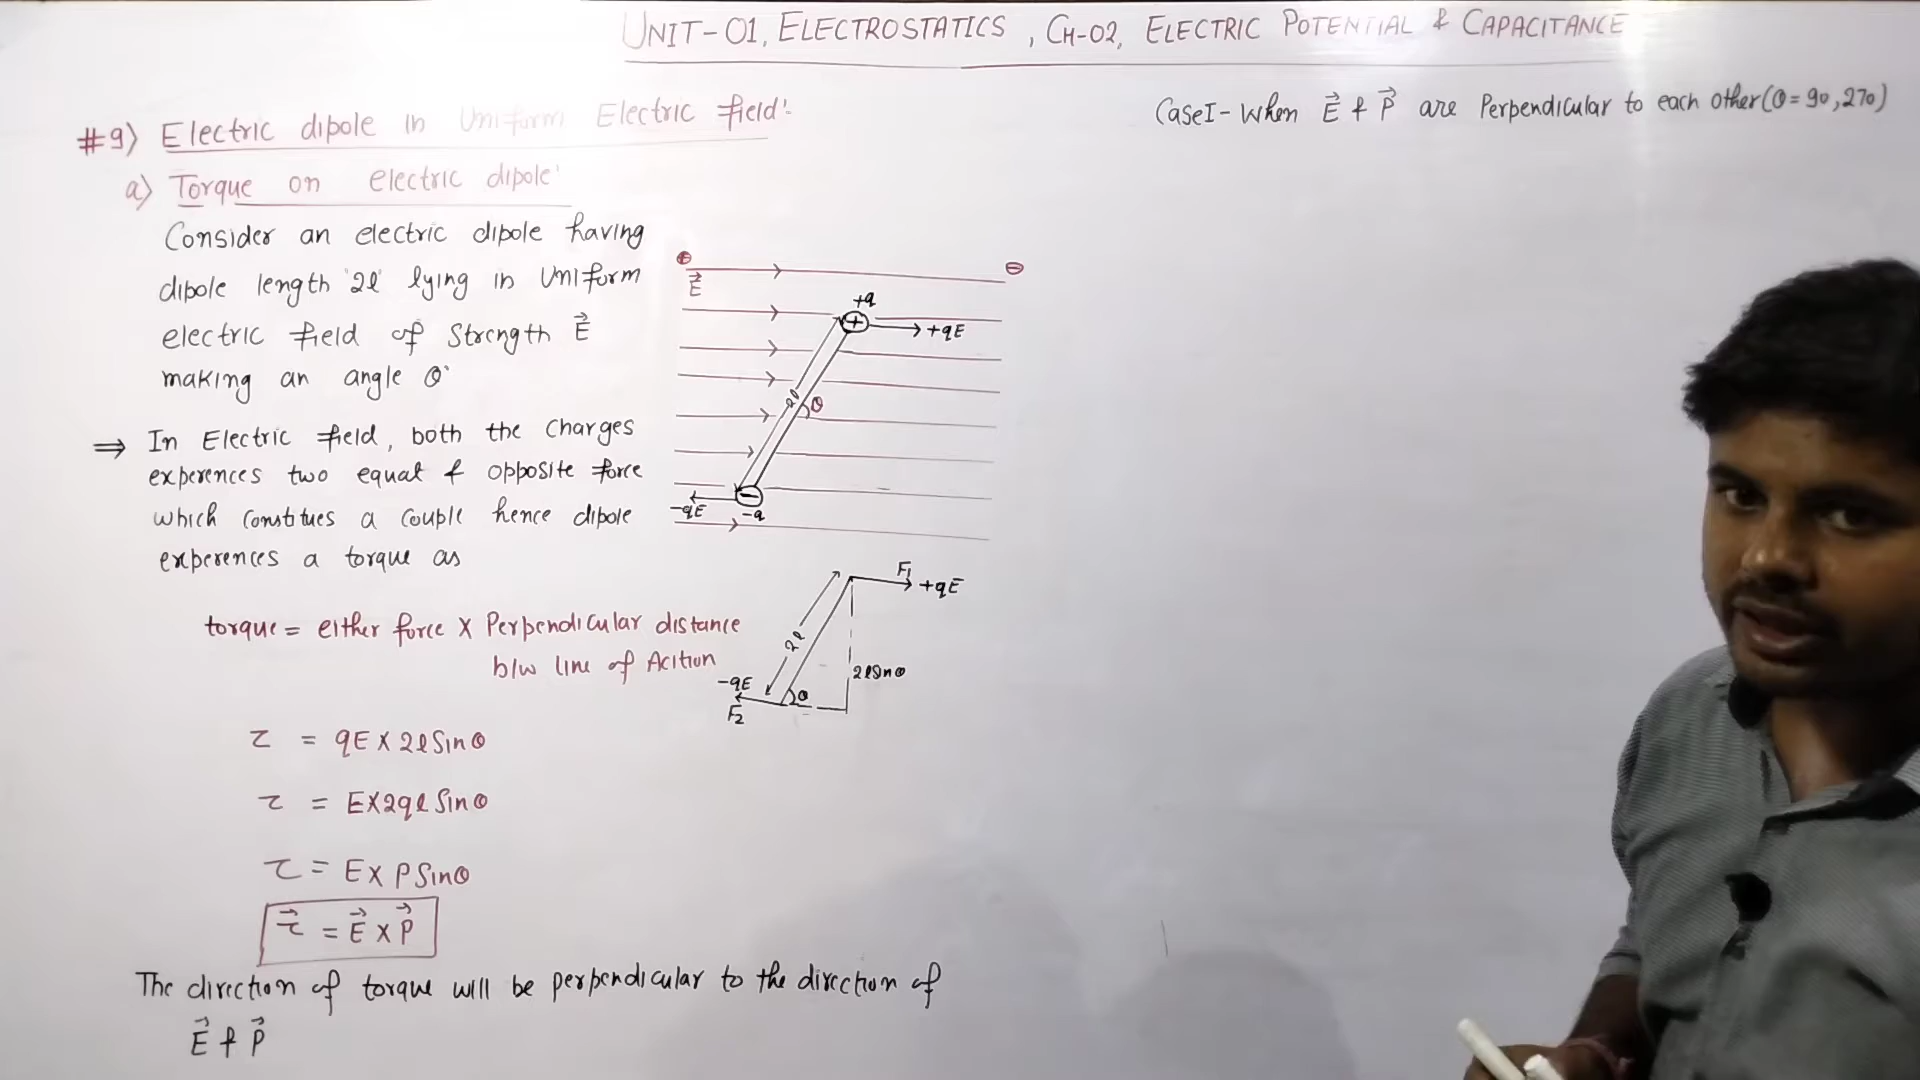 UNIT-01, ELECTROSTATICS , CH-02, ELECTRIC POTENTIAL & CAPACITANCE
#9) Electric dipole in Uniform Electric field:
a) Torque on electric dipole
Consider an electric dipole having
dipole length '2l' lying in Uniform
electric field of Strength E⃗
making an angle θ
⇒ In Electric field, both the charges
experences two equal & opposite force
which constitues a couple hence dipole
experences a torque as
torque = either force × Perpendicular distance
b/w line of Acition
τ = qE × 2l Sinθ
τ = E×2ql Sinθ
τ = E× P Sinθ
τ⃗ = E⃗ × P⃗
The direction of torque will be perpendicular to the direction of
E⃗ & P⃗
⊕
⊖
E⃗
+q
+
+qE
2l
θ
−
-qE
-q
F₁
+qE
2l
2lSinθ
-qE
θ
F₂
Case I - When E⃗ & P⃗ are Perpendicular to each other (θ = 90, 270)